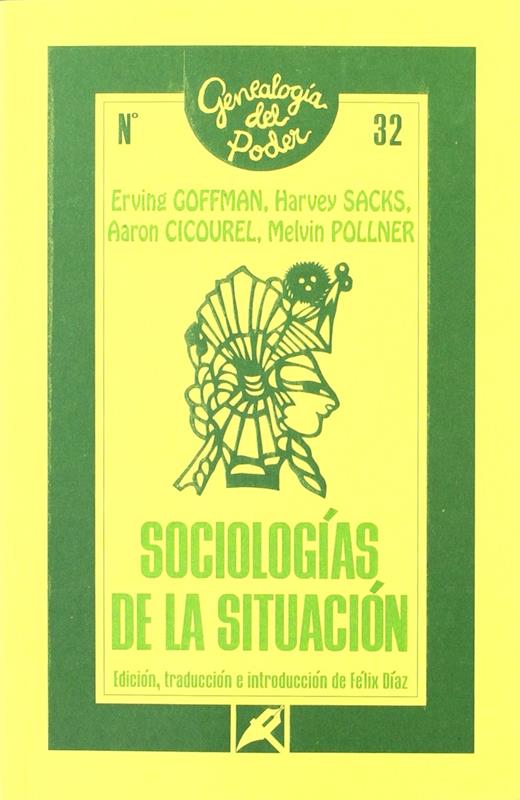 Genealogía
del
Poder
Nº 32
Erving GOFFMAN, Harvey SACKS,
Aaron CICOUREL, Melvin POLLNER
SOCIOLOGÍAS
DE LA SITUACIÓN
Edición, traducción e introducción de Félix Díaz